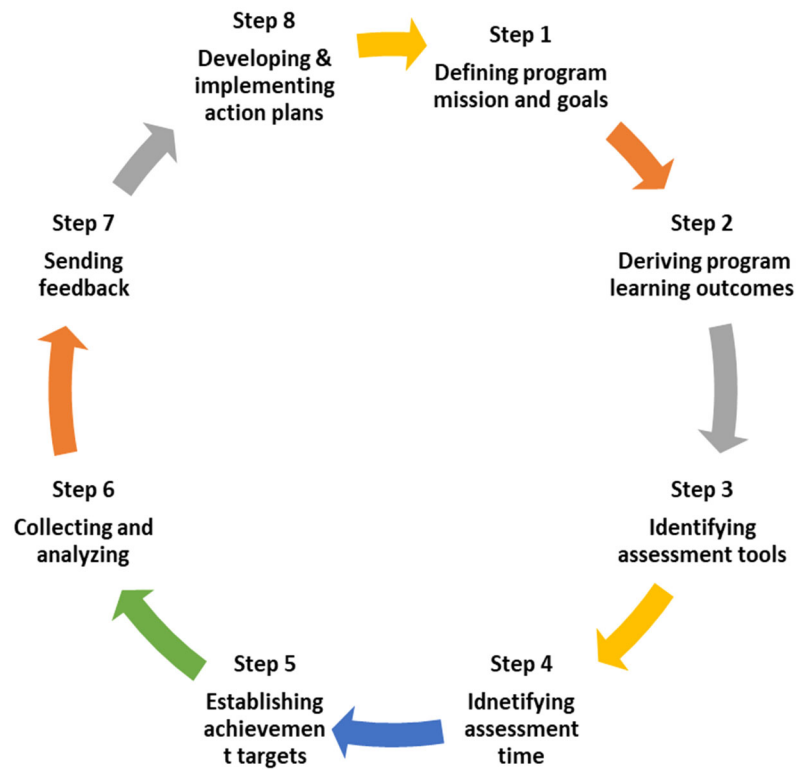 Step 1
Defining program
mission and goals
Step 2
Deriving program
learning outcomes
Step 3
Identifying
assessment tools
Step 4
Idnetifying
assessment
time
Step 5
Establishing
achievemen
t targets
Step 6
Collecting and
analyzing
Step 7
Sending
feedback
Step 8
Developing &
implementing
action plans